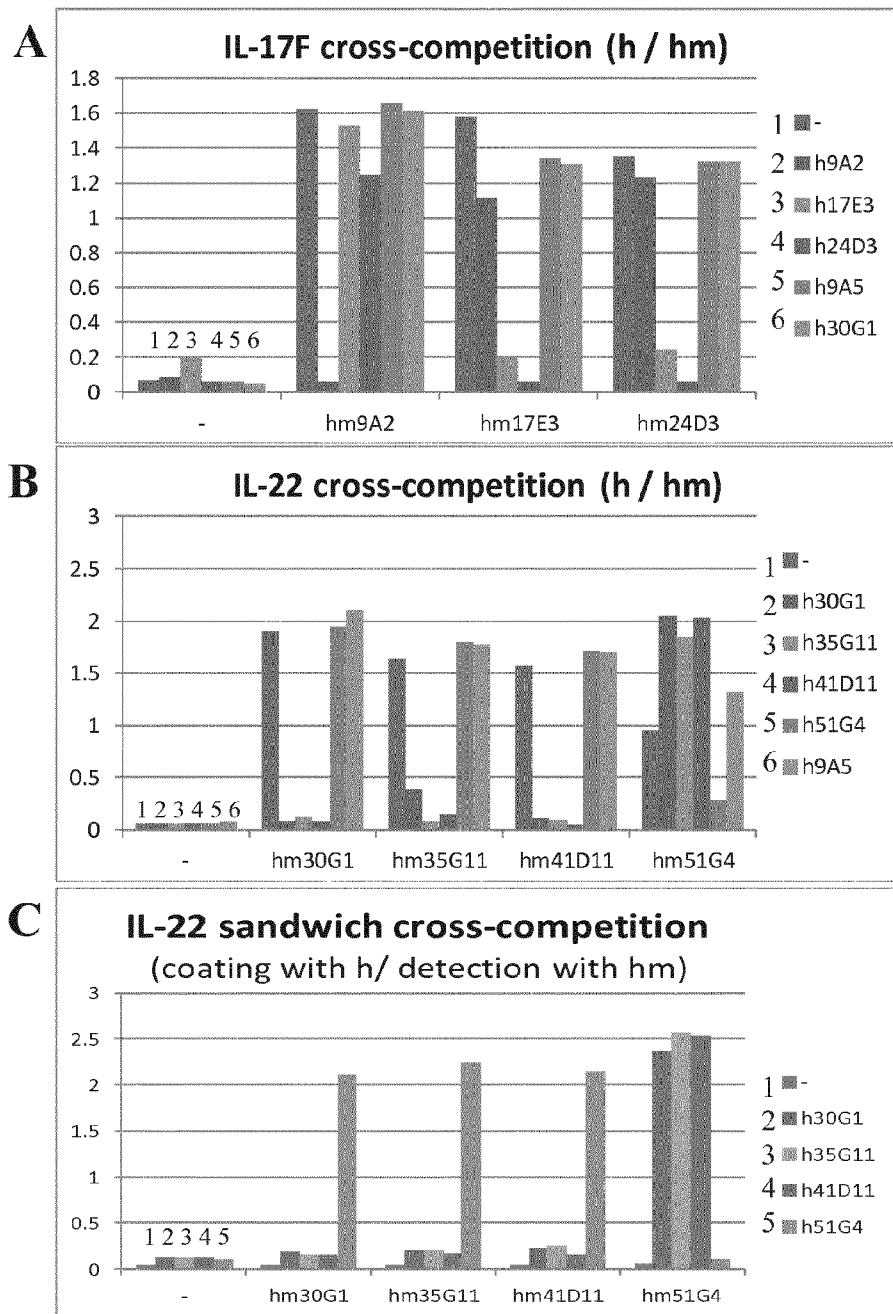 A
IL-17F cross-competition (h / hm)
1.8
1.6
1.4
1.2
1
0.8
0.6
0.4
0.2
0
1 2 3 4 5 6
- hm9A2 hm17E3 hm24D3
1 -
2 h9A2
3 h17E3
4 h24D3
5 h9A5
6 h30G1
B
IL-22 cross-competition (h / hm)
3
2.5
2
1.5
1
0.5
0
1 2 3 4 5 6
- hm30G1 hm35G11 hm41D11 hm51G4
1 -
2 h30G1
3 h35G11
4 h41D11
5 h51G4
6 h9A5
C
IL-22 sandwich cross-competition
(coating with h/ detection with hm)
3
2.5
2
1.5
1
0.5
0
1 2 3 4 5
- hm30G1 hm35G11 hm41D11 hm51G4
1 -
2 h30G1
3 h35G11
4 h41D11
5 h51G4